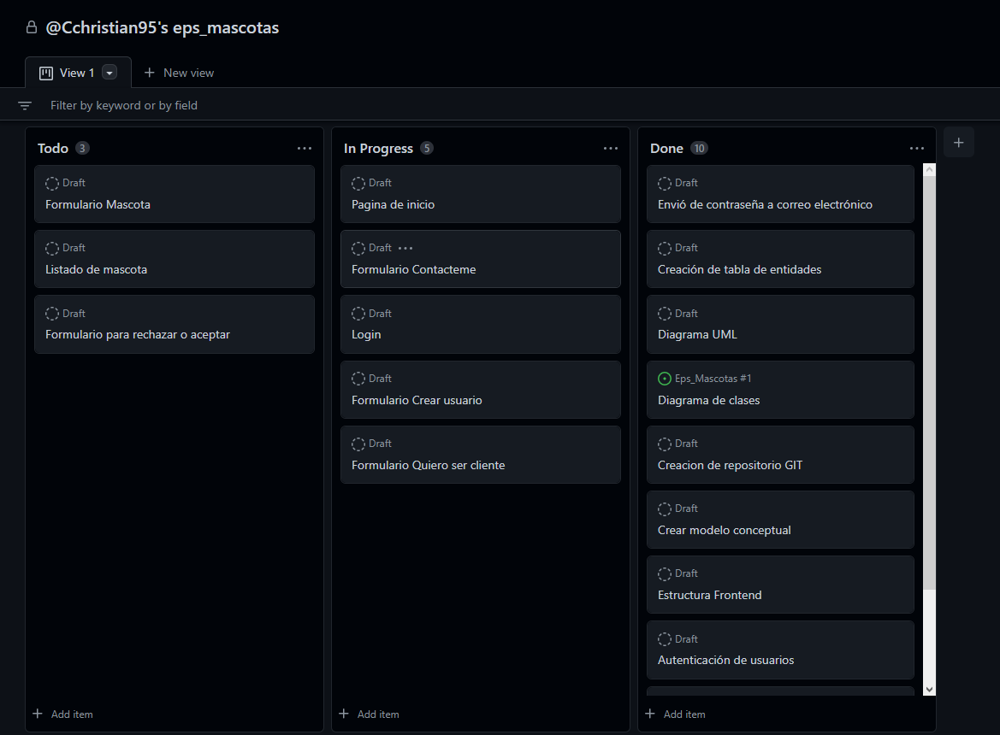 @Cchristian95's eps_mascotas
View 1
New view
Filter by keyword or by field
Todo 3
Draft
Formulario Mascota
Draft
Listado de mascota
Draft
Formulario para rechazar o aceptar
Add item
In Progress 5
Draft
Pagina de inicio
Draft
Formulario Contacteme
Draft
Login
Draft
Formulario Crear usuario
Draft
Formulario Quiero ser cliente
Add item
Done 10
Draft
Envió de contraseña a correo electrónico
Draft
Creación de tabla de entidades
Draft
Diagrama UML
Eps_Mascotas #1
Diagrama de clases
Draft
Creacion de repositorio GIT
Draft
Crear modelo conceptual
Draft
Estructura Frontend
Draft
Autenticación de usuarios
Add item